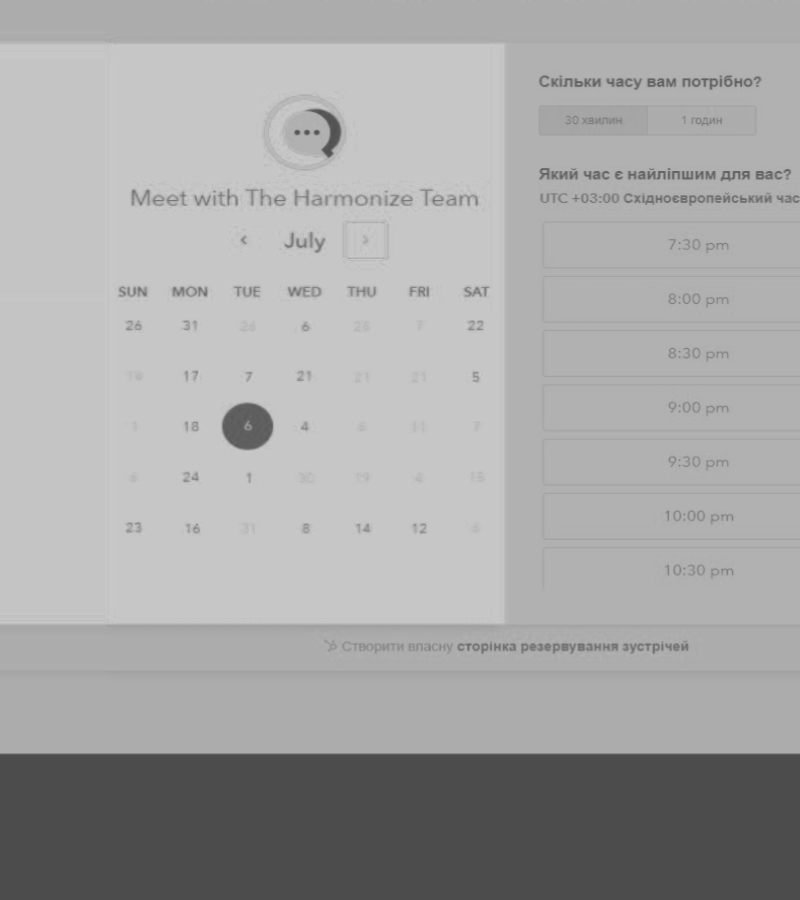 Meet with The Harmonize Team
‹ July ›
SUN MON TUE WED THU FRI SAT
26 31 26 6 28 7 22
17 7 21 21 21 5
18 6 4 6 11 7
6 24 1 30 19 4 15
23 16 31 8 14 12 6
Скільки часу вам потрібно?
30 хвилин 1 годин
Який час є найліпшим для вас?
UTC +03:00 Східноєвропейський час
7:30 pm
8:00 pm
8:30 pm
9:00 pm
9:30 pm
10:00 pm
10:30 pm
Створити власну сторінка резервування зустрічей